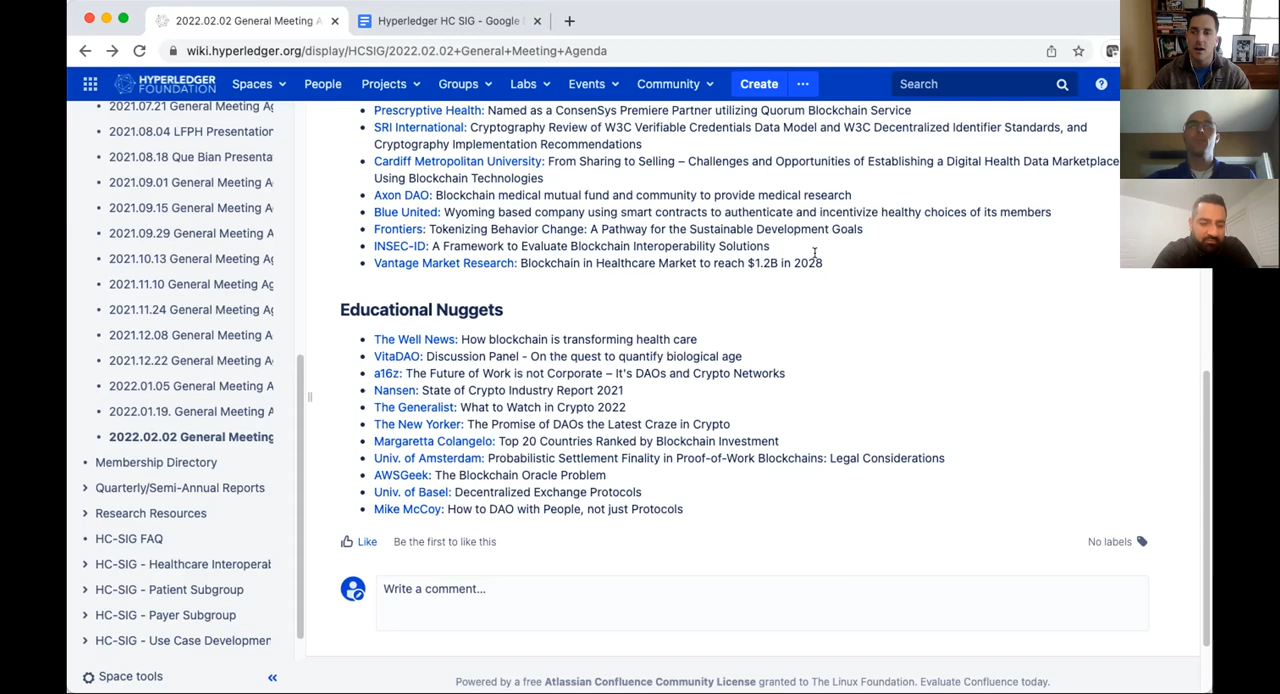 2022.02.02 General Meeting A
Hyperledger HC SIG - Google
wiki.hyperledger.org/display/HCSIG/2022.02.02+General+Meeting+Agenda
HYPERLEDGER FOUNDATION Spaces People Projects Groups Labs Events Community Create ... Search
2021.07.21 General Meeting Ag
2021.08.04 LFPH Presentation
2021.08.18 Que Bian Presenta
2021.09.01 General Meeting Ag
2021.09.15 General Meeting Ag
2021.09.29 General Meeting Ag
2021.10.13 General Meeting Ag
2021.11.10 General Meeting Ag
2021.11.24 General Meeting Ag
2021.12.08 General Meeting A
2021.12.22 General Meeting Ag
2022.01.05 General Meeting A
2022.01.19. General Meeting A
2022.02.02 General Meeting
Membership Directory
Quarterly/Semi-Annual Reports
Research Resources
HC-SIG FAQ
HC-SIG - Healthcare Interoperal
HC-SIG - Patient Subgroup
HC-SIG - Payer Subgroup
HC-SIG - Use Case Developmer
Space tools
Prescryptive Health: Named as a ConsenSys Premiere Partner utilizing Quorum Blockchain Service
SRI International: Cryptography Review of W3C Verifiable Credentials Data Model and W3C Decentralized Identifier Standards, and
Cryptography Implementation Recommendations
Cardiff Metropolitan University: From Sharing to Selling – Challenges and Opportunities of Establishing a Digital Health Data Marketplace
Using Blockchain Technologies
Axon DAO: Blockchain medical mutual fund and community to provide medical research
Blue United: Wyoming based company using smart contracts to authenticate and incentivize healthy choices of its members
Frontiers: Tokenizing Behavior Change: A Pathway for the Sustainable Development Goals
INSEC-ID: A Framework to Evaluate Blockchain Interoperability Solutions
Vantage Market Research: Blockchain in Healthcare Market to reach $1.2B in 2028
Educational Nuggets
The Well News: How blockchain is transforming health care
VitaDAO: Discussion Panel - On the quest to quantify biological age
a16z: The Future of Work is not Corporate – It's DAOs and Crypto Networks
Nansen: State of Crypto Industry Report 2021
The Generalist: What to Watch in Crypto 2022
The New Yorker: The Promise of DAOs the Latest Craze in Crypto
Margaretta Colangelo: Top 20 Countries Ranked by Blockchain Investment
Univ. of Amsterdam: Probabilistic Settlement Finality in Proof-of-Work Blockchains: Legal Considerations
AWSGeek: The Blockchain Oracle Problem
Univ. of Basel: Decentralized Exchange Protocols
Mike McCoy: How to DAO with People, not just Protocols
Like Be the first to like this No labels
Write a comment…
Powered by a free Atlassian Confluence Community License granted to The Linux Foundation. Evaluate Confluence today.